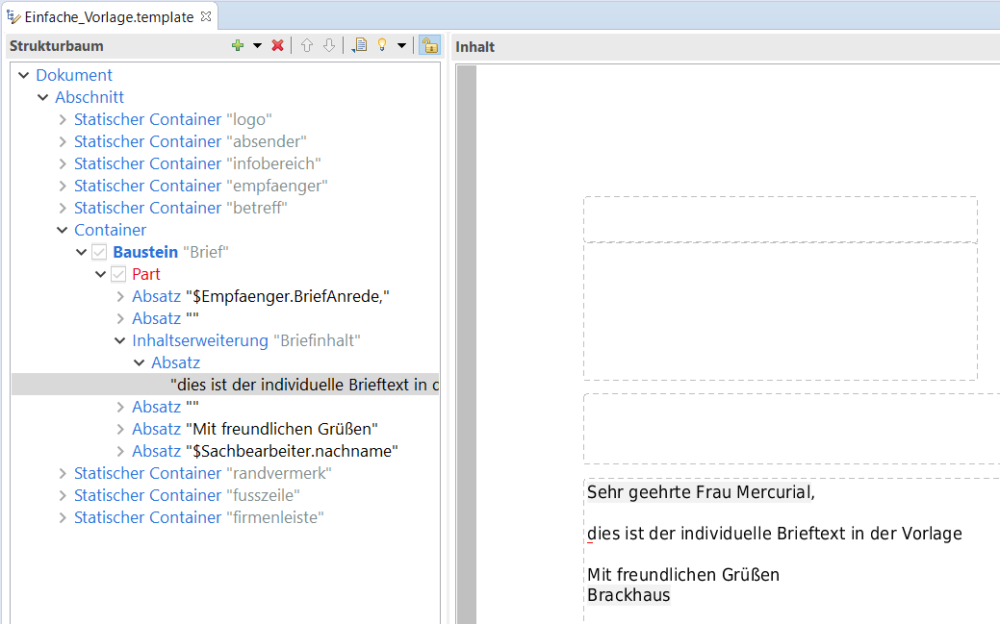 Einfache_Vorlage.template
Strukturbaum
Dokument
Abschnitt
Statischer Container "logo"
Statischer Container "absender"
Statischer Container "infobereich"
Statischer Container "empfaenger"
Statischer Container "betreff"
Container
Baustein "Brief"
Part
Absatz "$Empfaenger.BriefAnrede,"
Absatz ""
Inhaltserweiterung "Briefinhalt"
Absatz
"dies ist der individuelle Brieftext in d
Absatz ""
Absatz "Mit freundlichen Grüßen"
Absatz "$Sachbearbeiter.nachname"
Statischer Container "randvermerk"
Statischer Container "fusszeile"
Statischer Container "firmenleiste"
Inhalt
Sehr geehrte Frau Mercurial,
dies ist der individuelle Brieftext in der Vorlage
Mit freundlichen Grüßen
Brackhaus